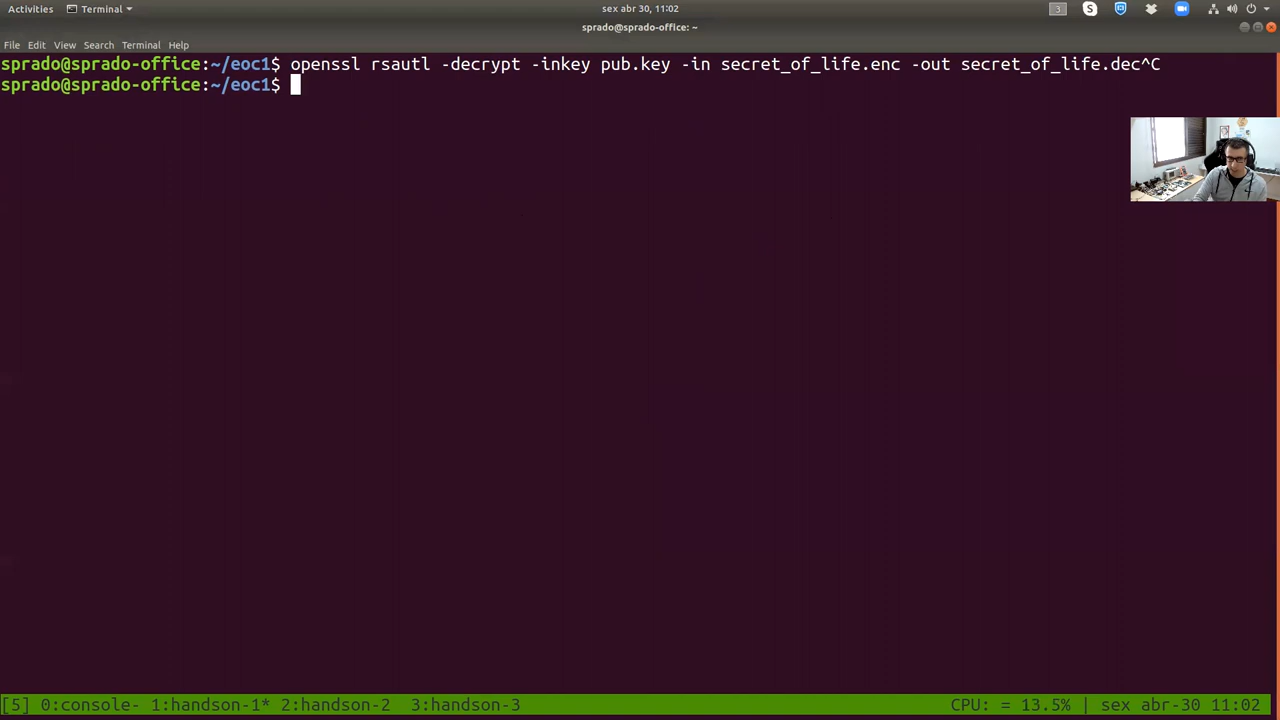 Activities Terminal sex abr 30, 11:02 3 S
sprado@sprado-office: ~
File Edit View Search Terminal Help
sprado@sprado-office:~/eoc1$ openssl rsautl -decrypt -inkey pub.key -in secret_of_life.enc -out secret_of_life.dec^C
sprado@sprado-office:~/eoc1$
[5] 0:console- 1:handson-1* 2:handson-2 3:handson-3 CPU: = 13.5% | sex abr-30 11:02